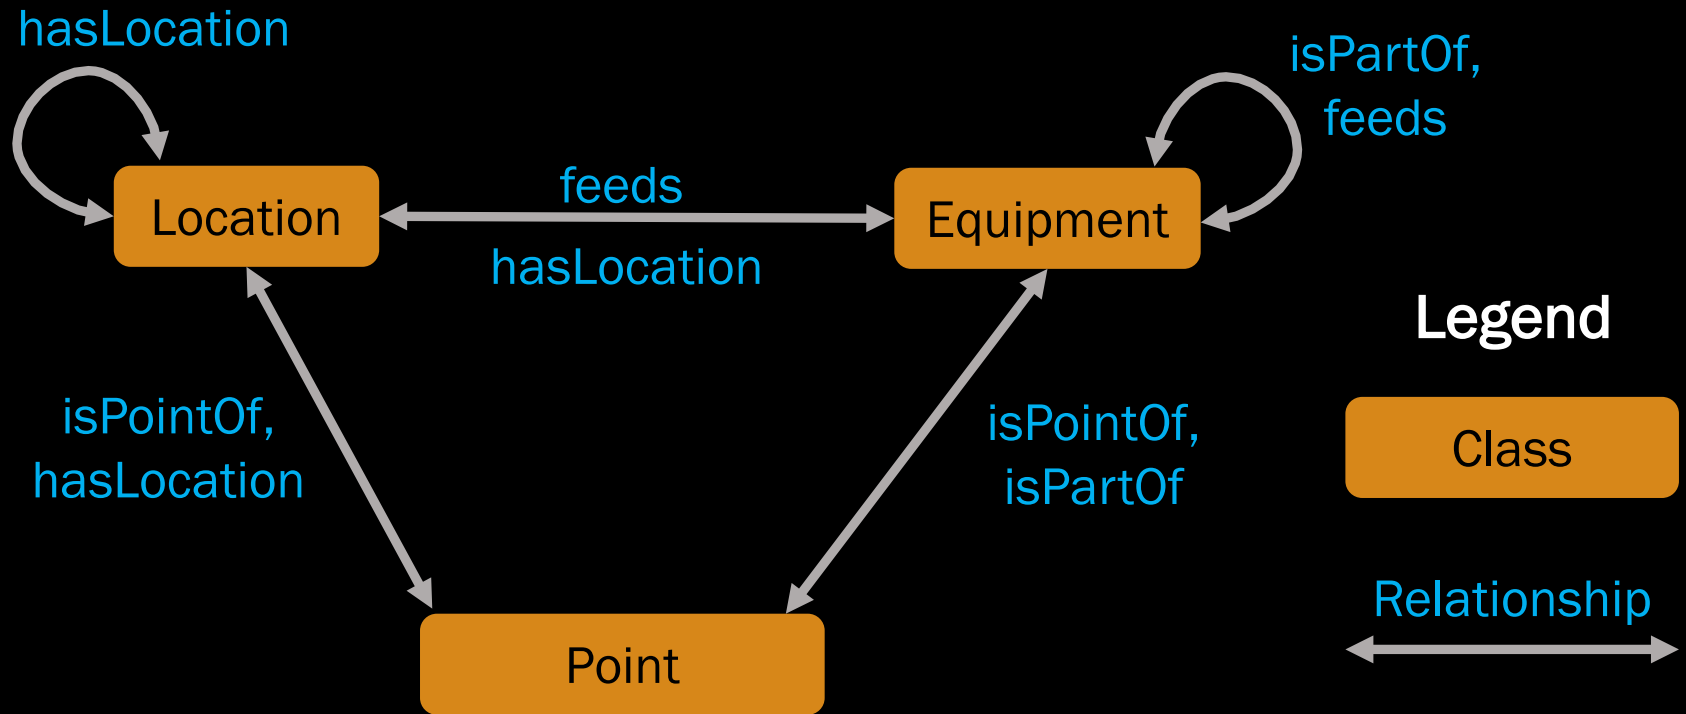 hasLocation
isPartOf,
feeds
feeds
Location
Equipment
hasLocation
Legend
isPointOf,
hasLocation
isPointOf,
isPartOf
Class
Relationship
Point